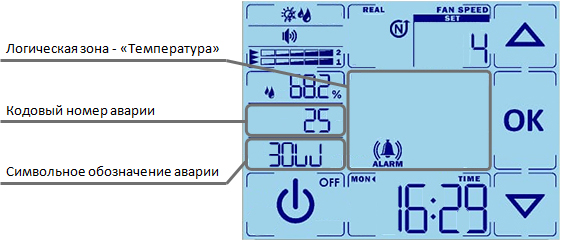 Логическая зона - «Температура»
Кодовый номер аварии
Символьное обозначение аварии
2
1
68.2 %
25
30W
OFF
REAL
FAN SPEED
SET
N
4
ALARM
MON
TIME
16:29
OK